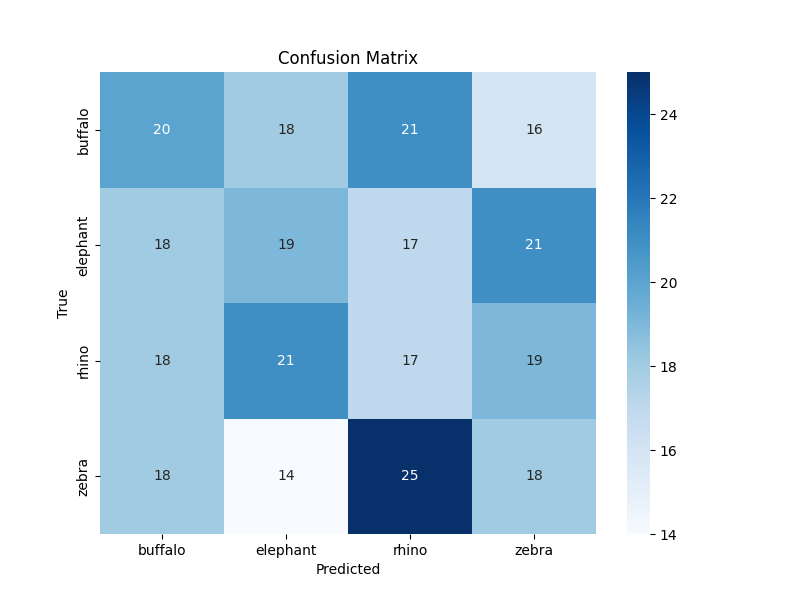 Confusion Matrix
buffalo 20 18 21 16
elephant 18 19 17 21
rhino 18 21 17 19
zebra 18 14 25 18
True
buffalo elephant rhino zebra
Predicted
24
22
20
18
16
14